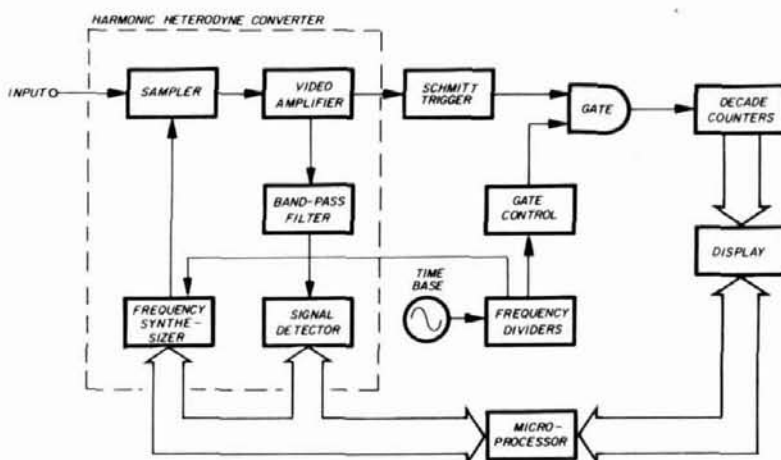 HARMONIC HETERODYNE CONVERTER
INPUT
SAMPLER
VIDEO
AMPLIFIER
SCHMITT
TRIGGER
GATE
DECADE
COUNTERS
BAND-PASS
FILTER
GATE
CONTROL
DISPLAY
TIME
BASE
FREQUENCY
SYNTHE-
SIZER
SIGNAL
DETECTOR
FREQUENCY
DIVIDERS
MICRO-
PROCESSOR